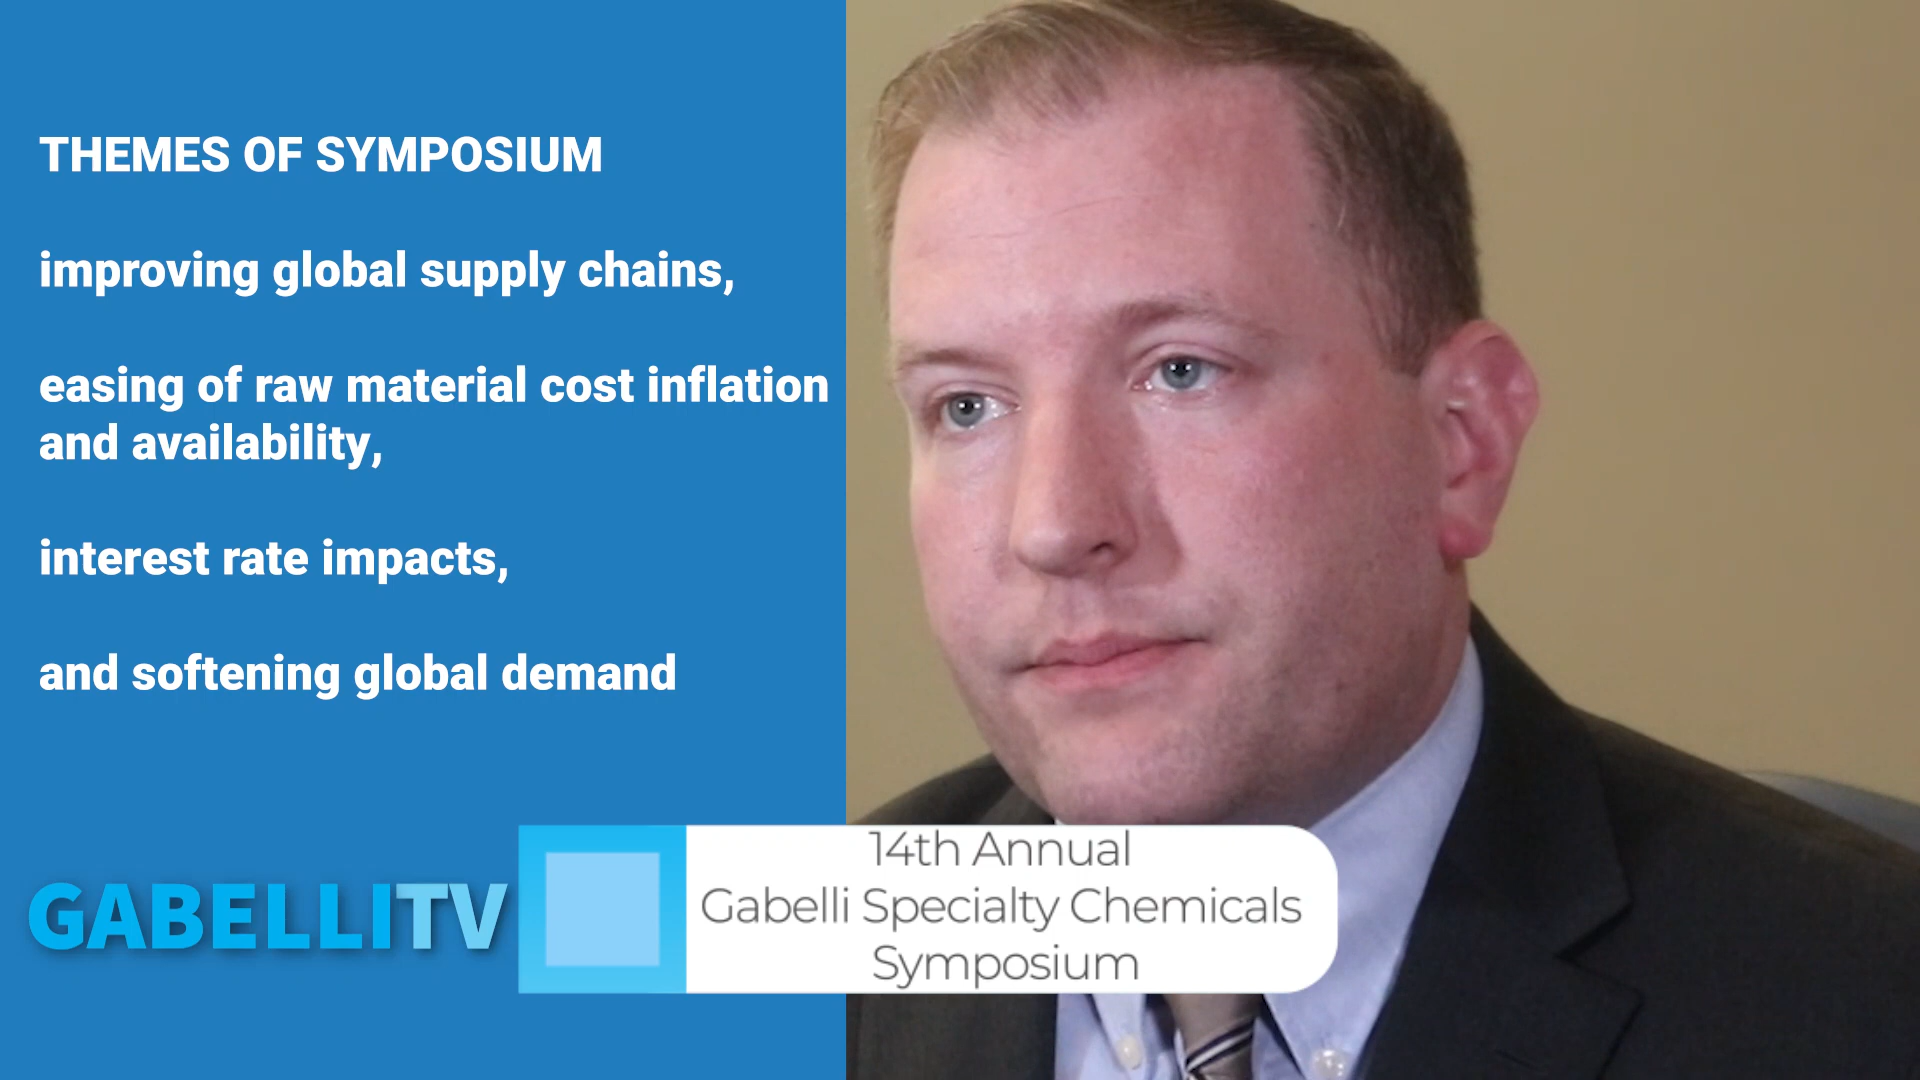 THEMES OF SYMPOSIUM
improving global supply chains,
easing of raw material cost inflation
and availability,
interest rate impacts,
and softening global demand
GABELLITV
14th Annual
Gabelli Specialty Chemicals
Symposium